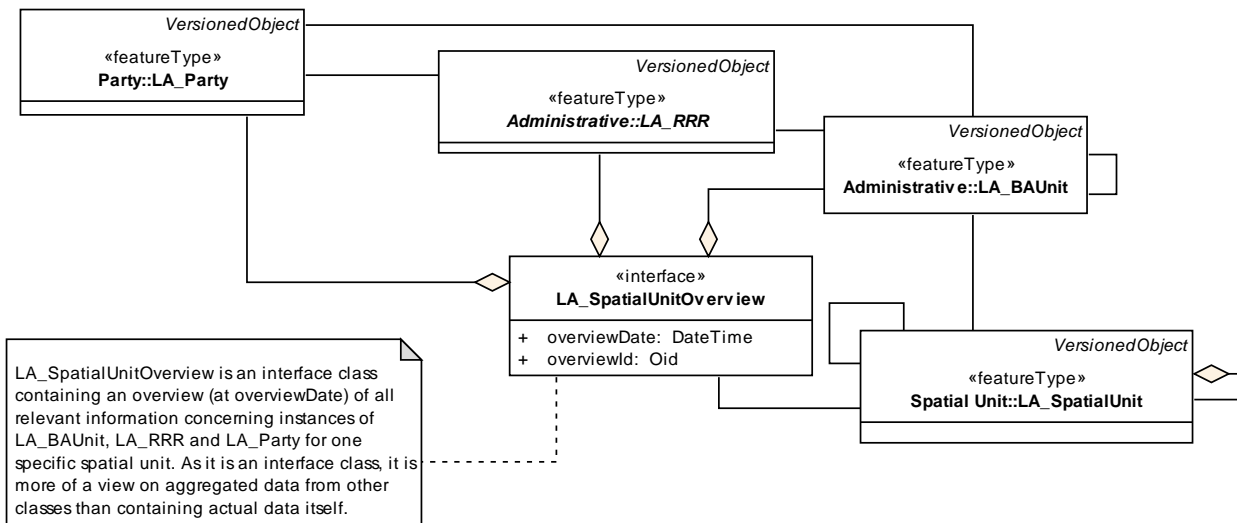 VersionedObject
«featureType»
Party::LA_Party
VersionedObject
«featureType»
Administrative::LA_RRR
VersionedObject
«featureType»
Administrative::LA_BAUnit
«interface»
LA_SpatialUnitOverview
+ overviewDate: DateTime
+ overviewId: Oid
VersionedObject
«featureType»
Spatial Unit::LA_SpatialUnit
LA_SpatialUnitOverview is an interface class
containing an overview (at overviewDate) of all
relevant information concerning instances of
LA_BAUnit, LA_RRR and LA_Party for one
specific spatial unit. As it is an interface class, it is
more of a view on aggregated data from other
classes than containing actual data itself.